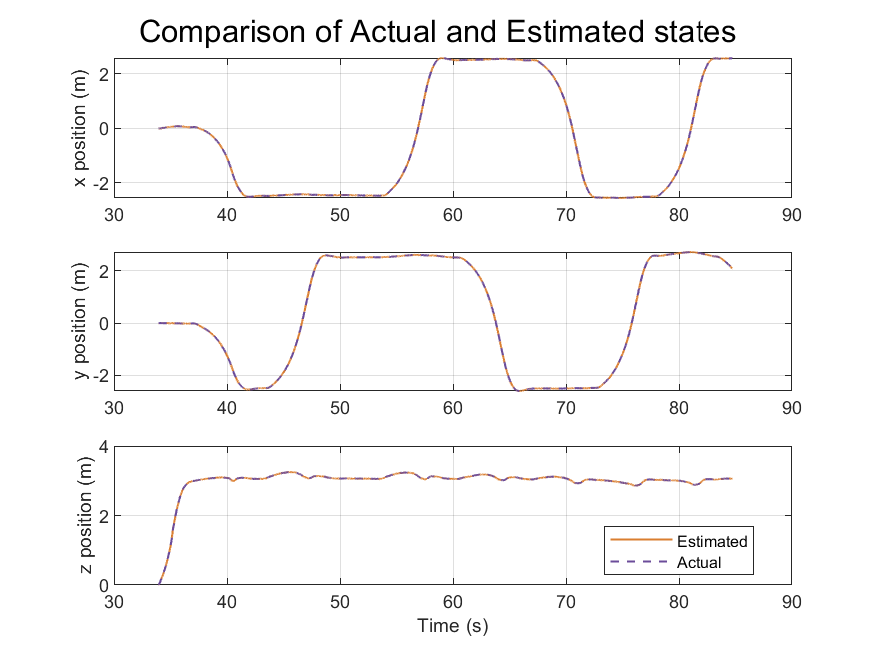 Comparison of Actual and Estimated states
x position (m)
2
0
-2
30 40 50 60 70 80 90
y position (m)
2
0
-2
30 40 50 60 70 80 90
z position (m)
4
2
0
Estimated
Actual
30 40 50 60 70 80 90
Time (s)